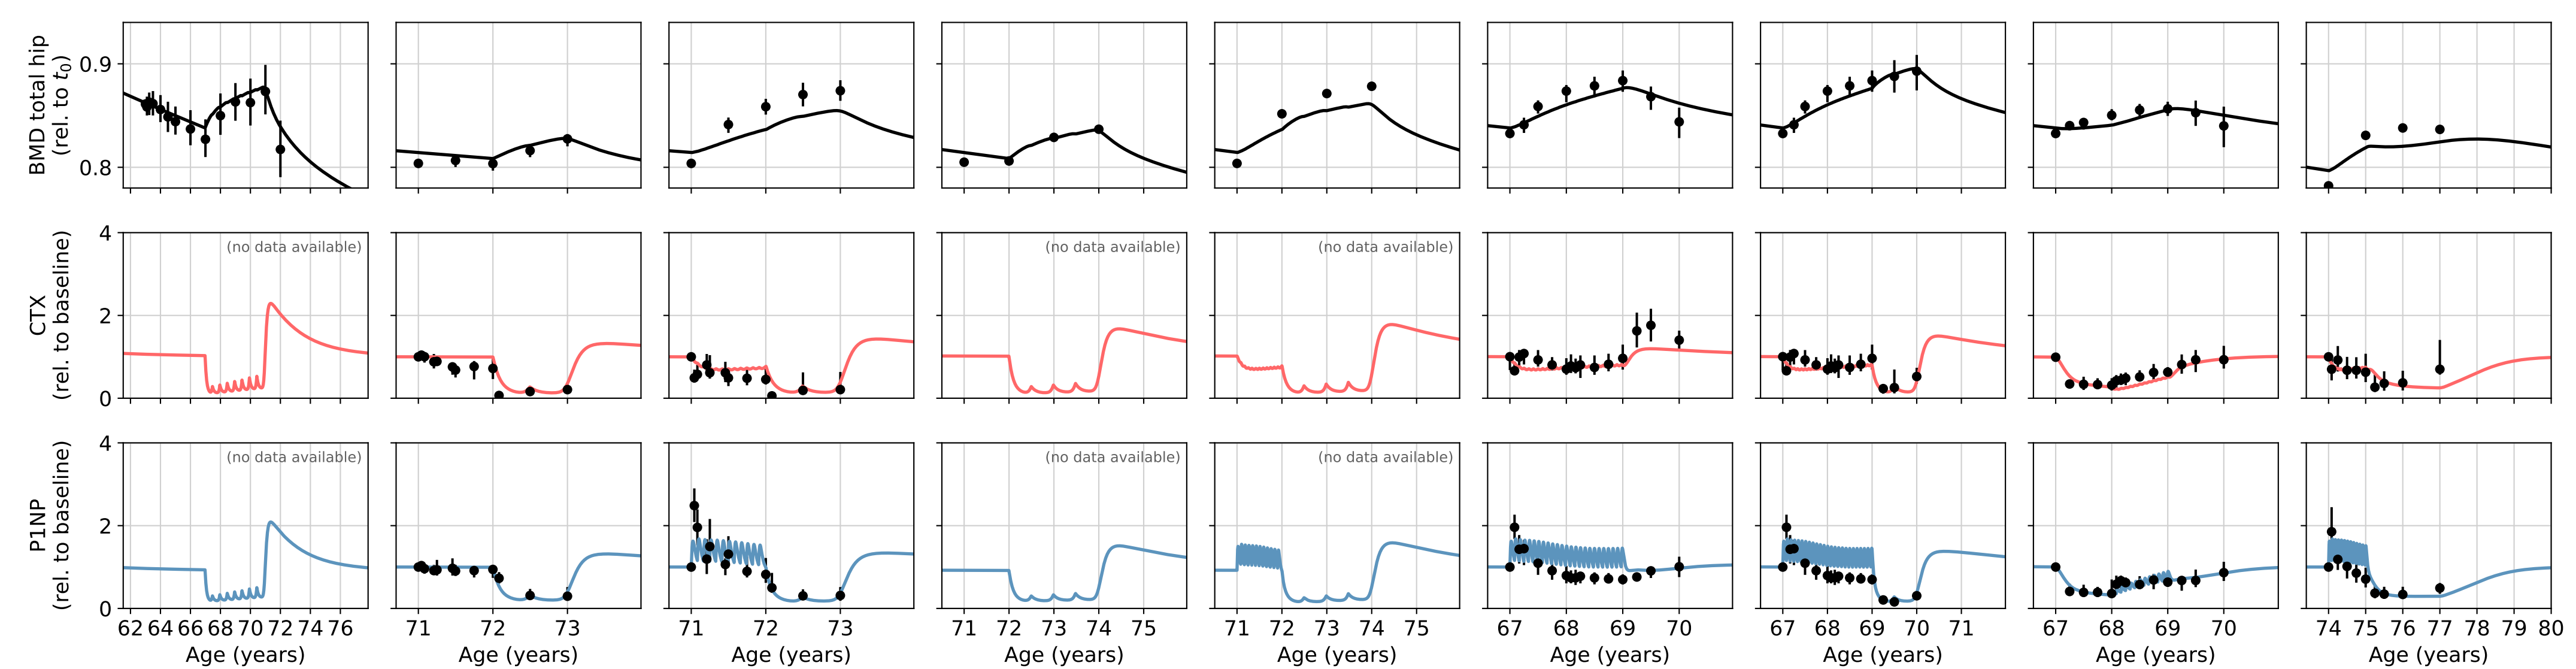 BMD total hip
(rel. to t0)
0.9
0.8
CTX
(rel. to baseline)
4
2
0
(no data available)
(no data available)
(no data available)
P1NP
(rel. to baseline)
4
2
0
(no data available)
(no data available)
(no data available)
62 64 66 68 70 72 74 76
71 72 73
71 72 73
71 72 73 74 75
71 72 73 74 75
67 68 69 70
67 68 69 70 71
67 68 69 70
74 75 76 77 78 79 80
Age (years)
Age (years)
Age (years)
Age (years)
Age (years)
Age (years)
Age (years)
Age (years)
Age (years)